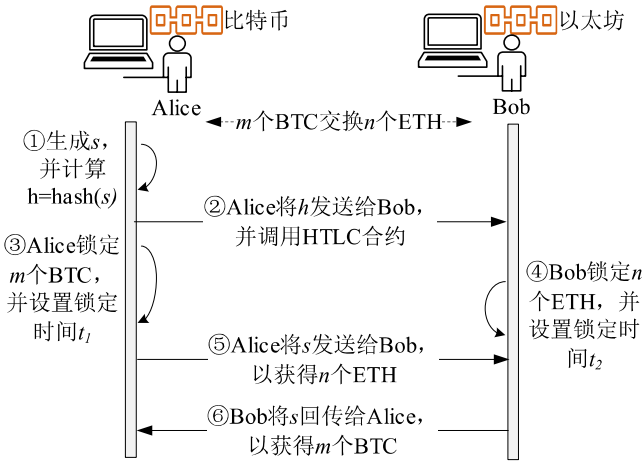 比特币
以太坊
Alice
Bob
m个BTC交换n个ETH
①生成s,
并计算
h=hash(s)
②Alice将h发送给Bob,
并调用HTLC合约
③Alice锁定
m个BTC,
并设置锁定
时间t₁
④Bob锁定n
个ETH，并
设置锁定时
间t₂
⑤Alice将s发送给Bob,
以获得n个ETH
⑥Bob将s回传给Alice,
以获得m个BTC